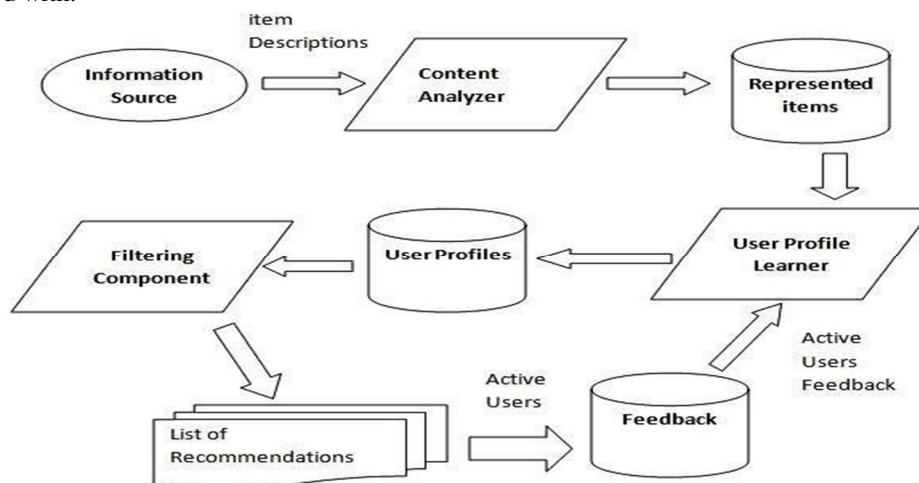 item
Descriptions
Information
Source
Content
Analyzer
Represented
items
Filtering
Component
User Profiles
User Profile
Learner
Active
Users
Feedback
Active
Users
Feedback
List of
Recommendations